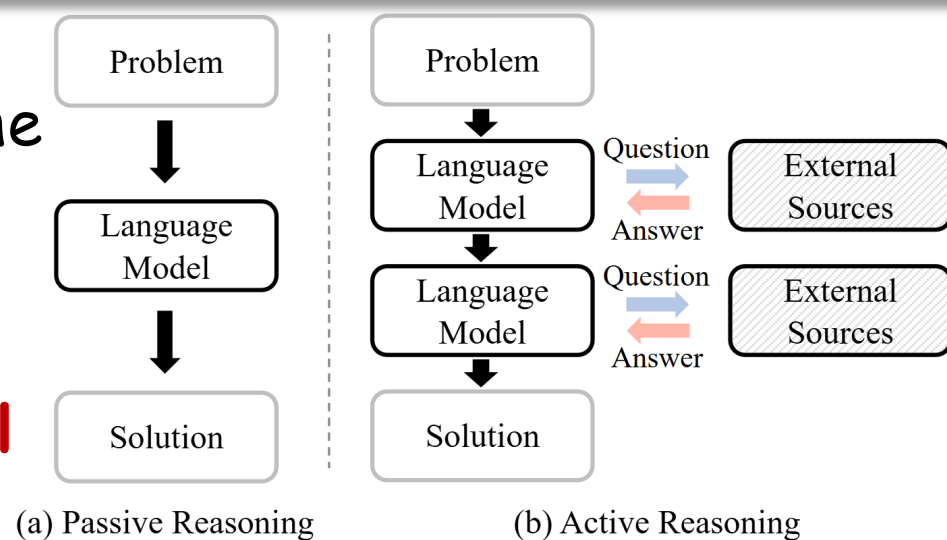 Problem
Language
Model
Solution
(a) Passive Reasoning
Problem
Language
Model
Question
Answer
External
Sources
Language
Model
Question
Answer
External
Sources
Solution
(b) Active Reasoning